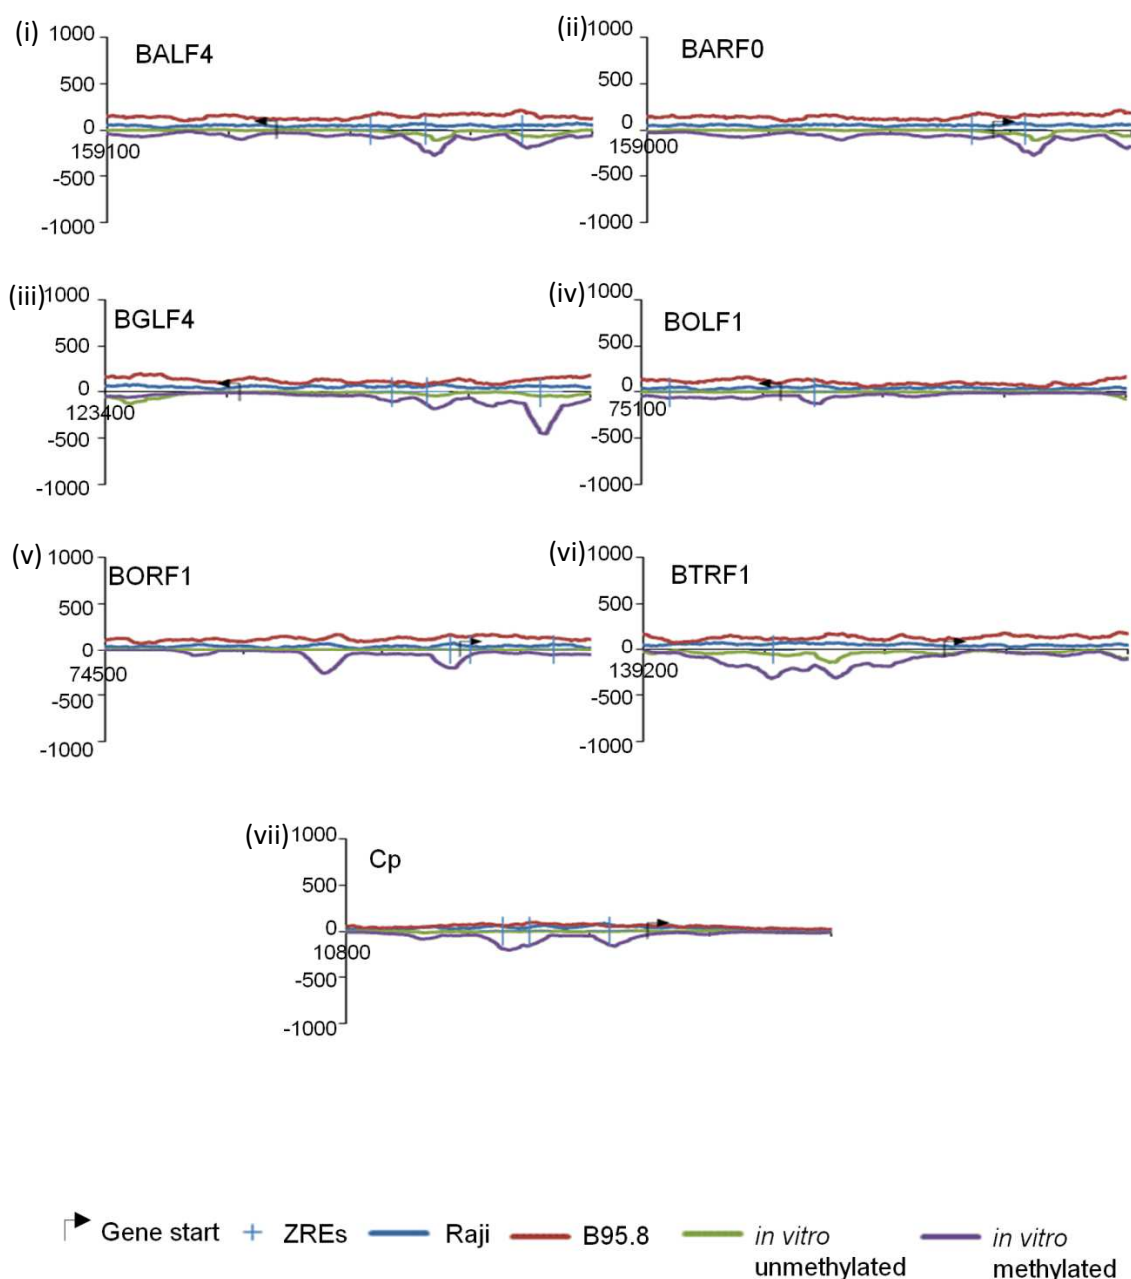 (i) 1000 BALF4
500
0
159100
-500
-1000
(ii) 1000 BARF0
500
0
159000
-500
-1000
(iii) 1000
BGLF4
500
0
123400
-500
-1000
(iv) 1000
BOLF1
500
0
75100
-500
-1000
(v) 1000
BORF1
500
0
74500
-500
-1000
(vi) 1000
BTRF1
500
0
139200
-500
-1000
(vii) 1000
Cp
500
0
10800
-500
-1000
Gene start ZREs Raji B95.8 in vitro unmethylated in vitro methylated